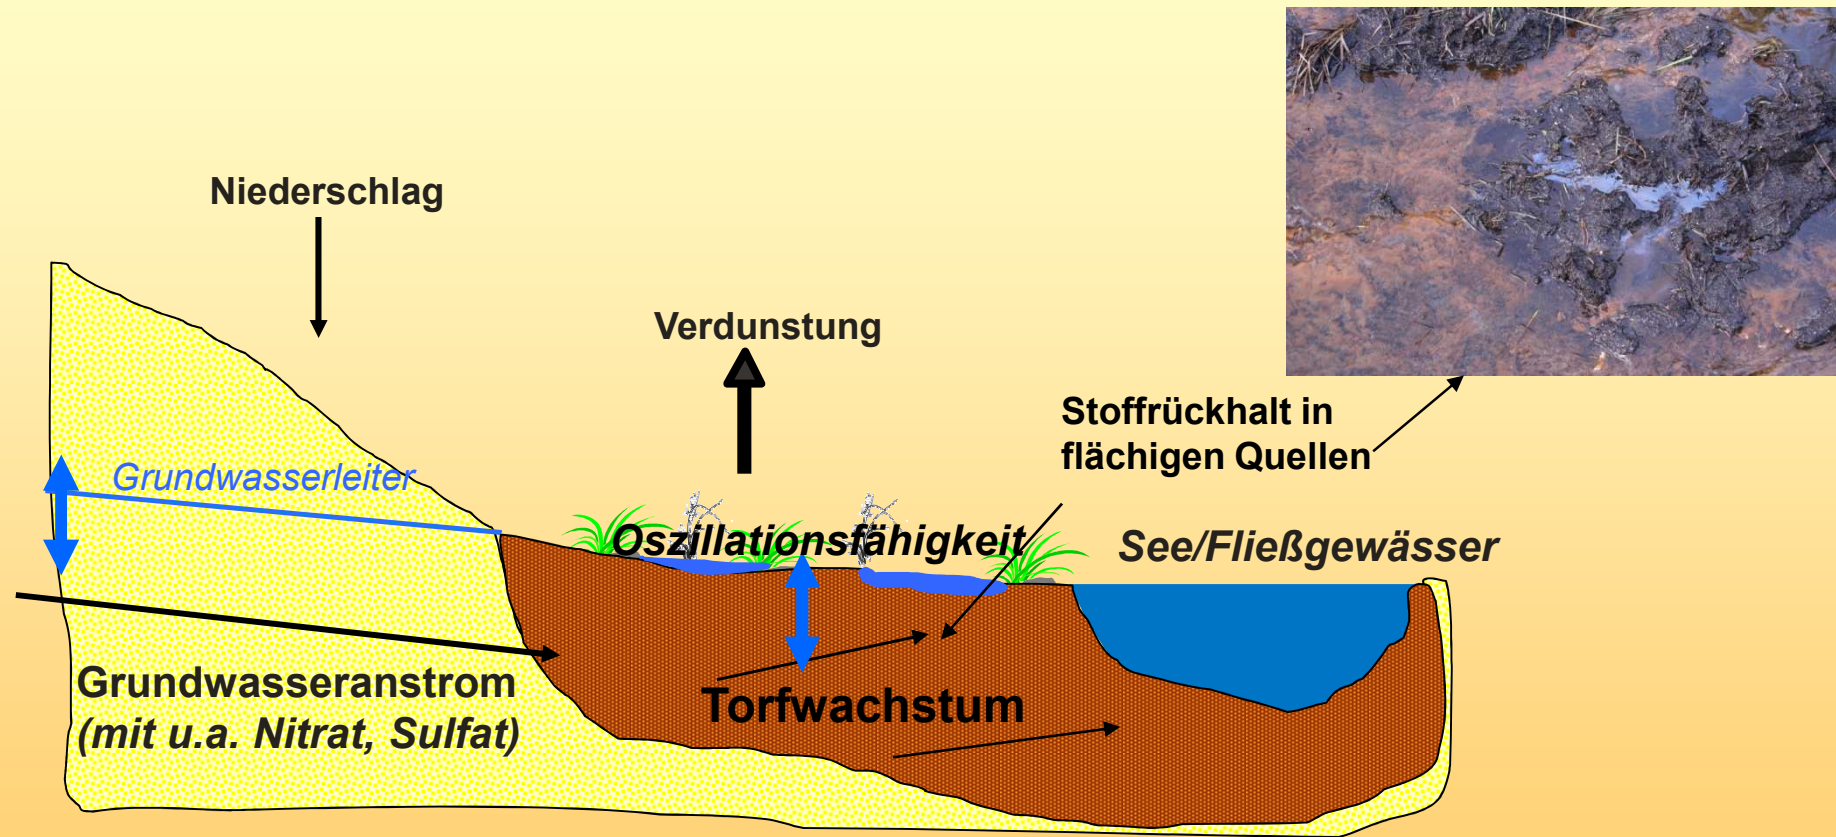 Niederschlag
Verdunstung
Stoffrückhalt in
flächigen Quellen
Grundwasserleiter
Oszillationsfähigkeit
See/Fließgewässer
Grundwasseranstrom
(mit u.a. Nitrat, Sulfat)
Torfwachstum